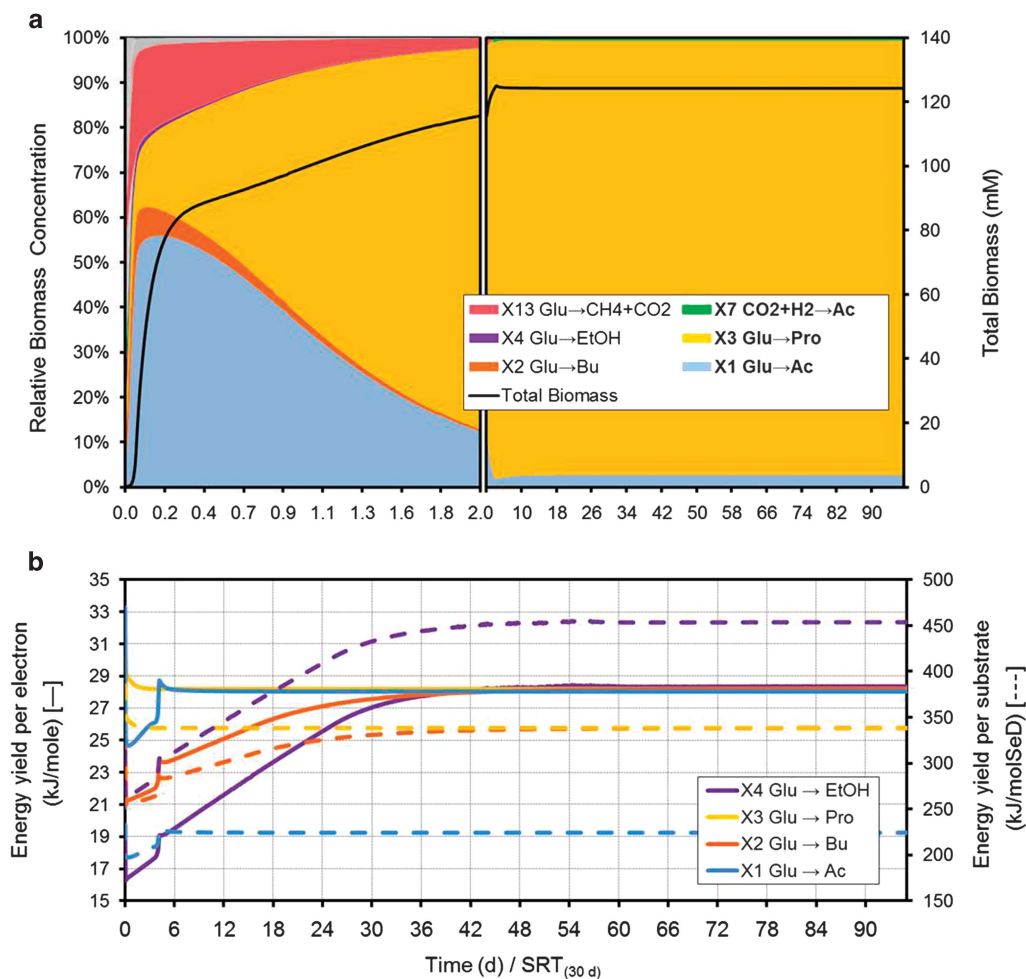 a
100%
90%
80%
70%
60%
50%
40%
30%
20%
10%
0%
Relative Biomass Concentration
140
120
100
80
60
40
20
0
Total Biomass (mM)
X13 Glu→CH4+CO2
X7 CO2+H2→Ac
X4 Glu→EtOH
X3 Glu→Pro
X2 Glu→Bu
X1 Glu→Ac
Total Biomass
0.0 0.2 0.4 0.7 0.9 1.1 1.3 1.6 1.8 2.0 10 18 26 34 42 50 58 66 74 82 90
b
35
33
31
29
27
25
23
21
19
17
15
Energy yield per electron
(kJ/mole) [—]
500
450
400
350
300
250
200
150
Energy yield per substrate
(kJ/molSeD) [---]
X4 Glu → EtOH
X3 Glu → Pro
X2 Glu → Bu
X1 Glu → Ac
0 6 12 18 24 30 36 42 48 54 60 66 72 78 84 90
Time (d) / SRT(30 d)